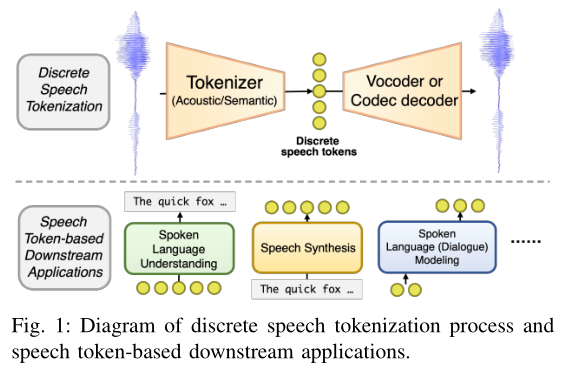 Discrete
Speech
Tokenization
Tokenizer
(Acoustic/Semantic)
Discrete
speech tokens
Vocoder or
Codec decoder
Speech
Token-based
Downstream
Applications
The quick fox …
Spoken
Language
Understanding
Speech Synthesis
The quick fox …
Spoken
Language (Dialogue)
Modeling
……
Fig. 1: Diagram of discrete speech tokenization process and
speech token-based downstream applications.